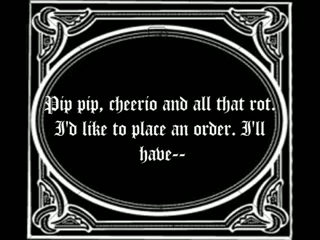 Pip pip, cheerio and all that rot.
I'd like to place an order. I'll
have--